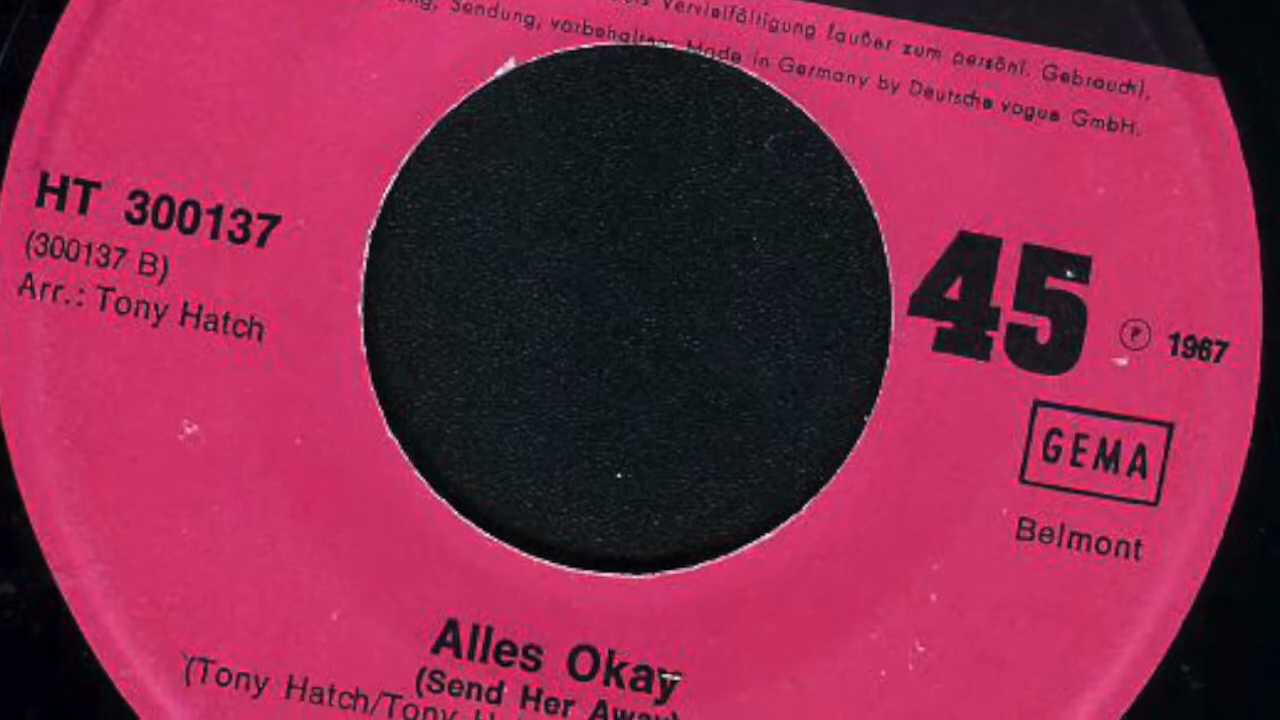 Vervielfältigung (außer zum persönl. Gebrauch),
Sendung, vorbehalten. Made in Germany by Deutsche vogue GmbH.
HT 300137
(300137 B)
Arr.: Tony Hatch
45
Ⓟ 1967
GEMA
Belmont
Alles Okay
(Send Her Away)
(Tony Hatch/Tony